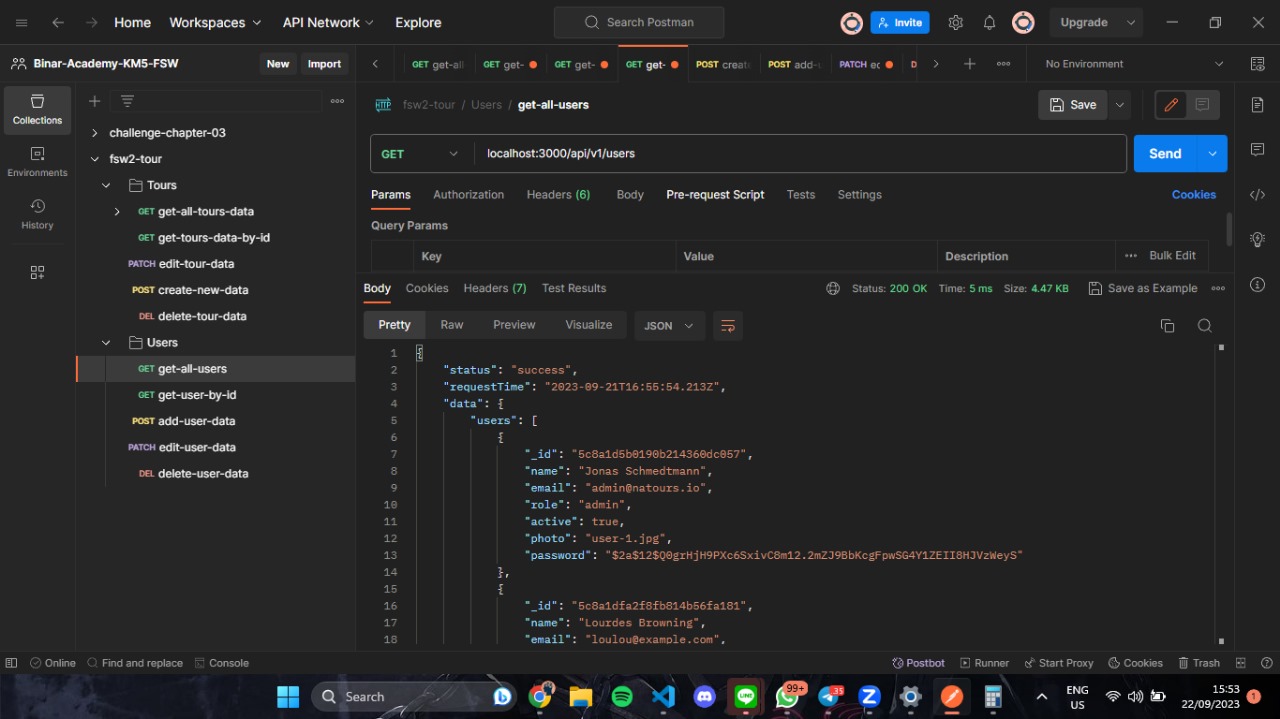 Home Workspaces API Network Explore Search Postman Invite Upgrade
Binar-Academy-KM5-FSW New Import
GET get-all- GET get- GET get- GET get- POST create POST add-u PATCH ed D No Environment
Collections
Environments
History
challenge-chapter-03
fsw2-tour
Tours
GET get-all-tours-data
GET get-tours-data-by-id
PATCH edit-tour-data
POST create-new-data
DEL delete-tour-data
Users
GET get-all-users
GET get-user-by-id
POST add-user-data
PATCH edit-user-data
DEL delete-user-data
HTTP fsw2-tour / Users / get-all-users Save
GET localhost:3000/api/v1/users Send
Params Authorization Headers (6) Body Pre-request Script Tests Settings Cookies
Query Params
Key Value Description Bulk Edit
Body Cookies Headers (7) Test Results Status: 200 OK Time: 5 ms Size: 4.47 KB Save as Example
Pretty Raw Preview Visualize JSON
1 {
2 "status": "success",
3 "requestTime": "2023-09-21T16:55:54.213Z",
4 "data": {
5 "users": [
6 {
7 "_id": "5c8a1d5b0190b214360dc057",
8 "name": "Jonas Schmedtmann",
9 "email": "admin@natours.io",
10 "role": "admin",
11 "active": true,
12 "photo": "user-1.jpg",
13 "password": "$2a$12$Q0grHjH9PXc6SxivC8m12.2mZJ9BbKcgFpwSG4Y1ZEII8HJVzWeyS"
14 },
15 {
16 "_id": "5c8a1dfa2f8fb814b56fa181",
17 "name": "Lourdes Browning",
18 "email": "loulou@example.com",
Online Find and replace Console Postbot Runner Start Proxy Cookies Trash
Search 99+ 35 ENG US 15:53 22/09/2023 1